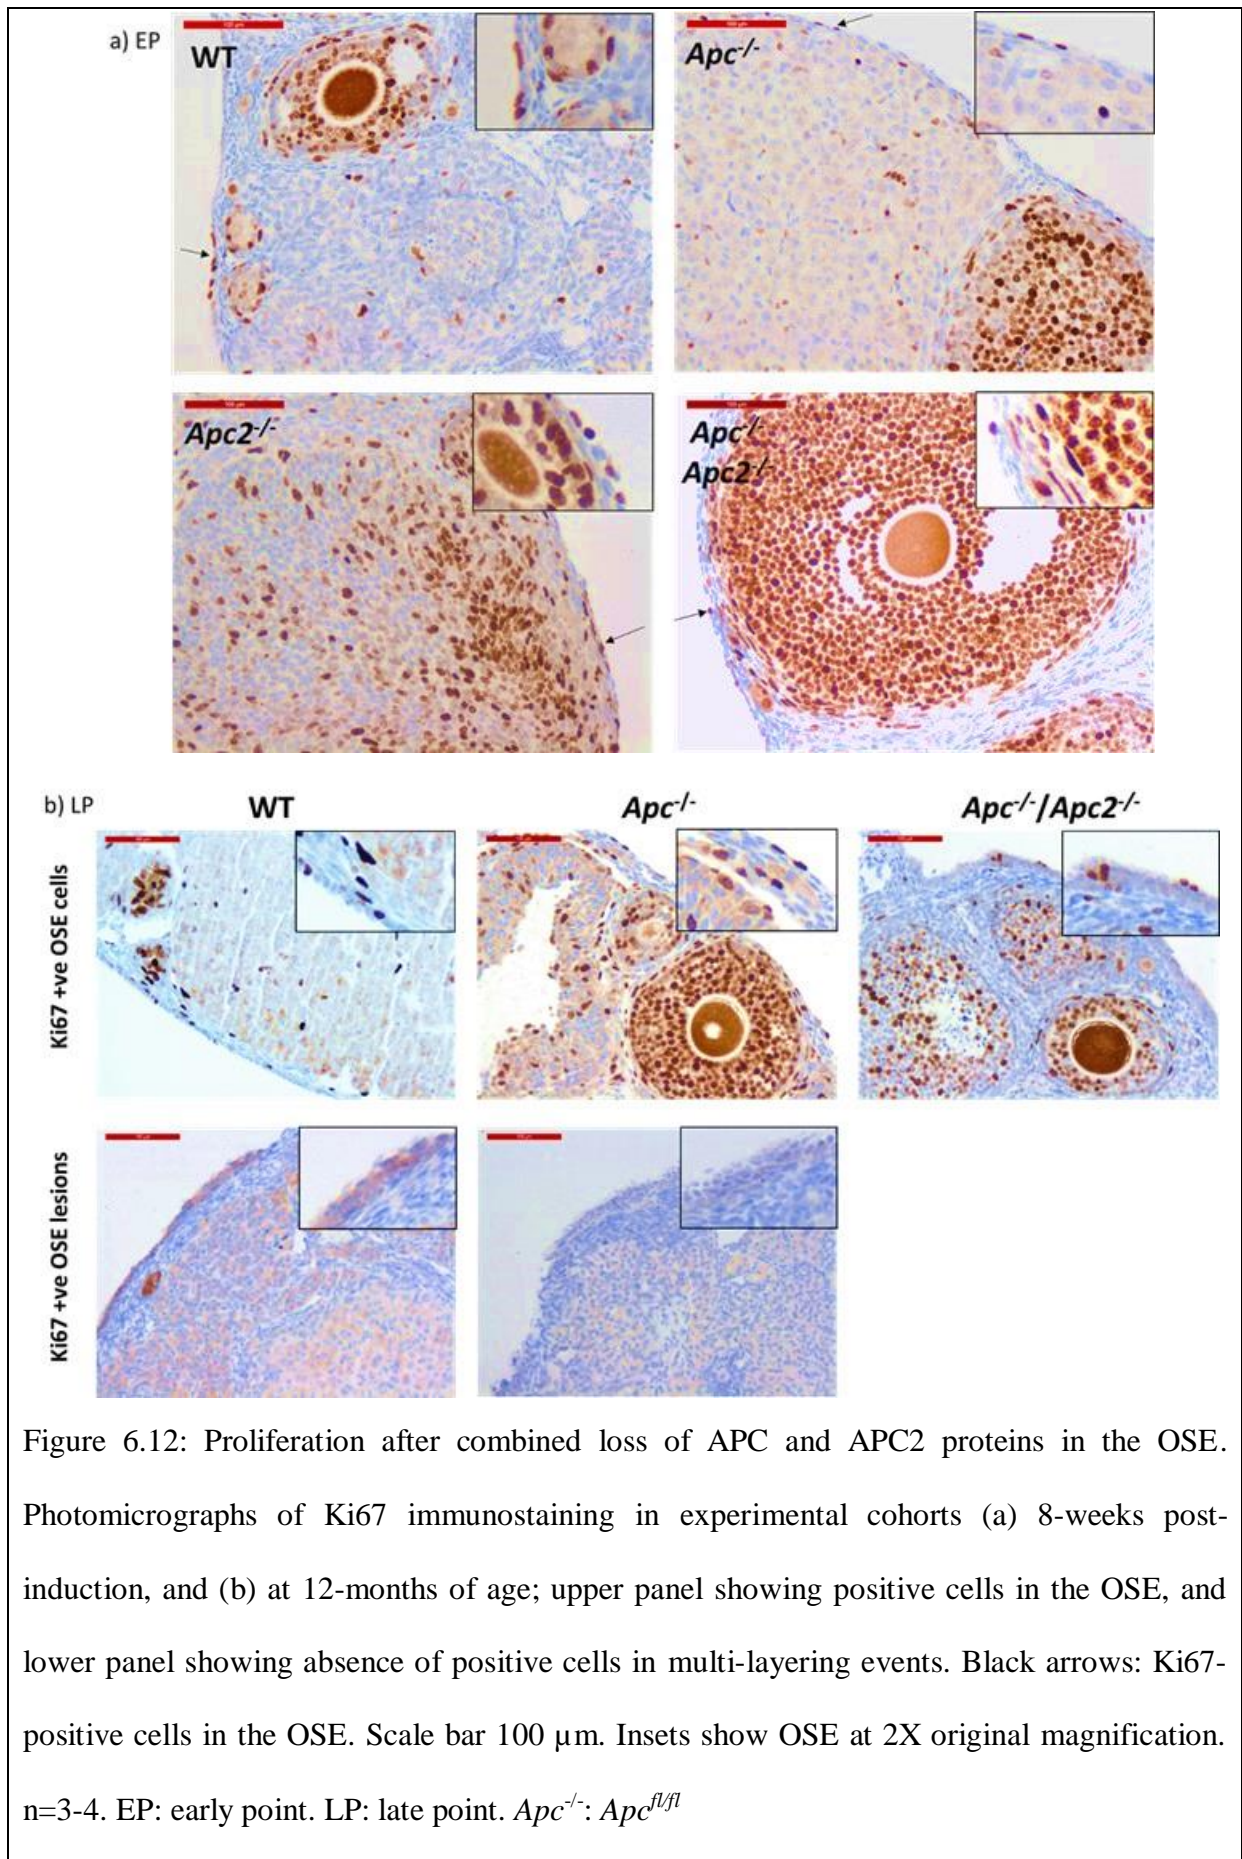 a) EP
WT
Apc-/-
Apc2-/-
Apc-/-
Apc2-/-
b) LP
WT
Apc-/-
Apc-/-/Apc2-/-
Ki67 +ve OSE cells
Ki67 +ve OSE lesions
Figure 6.12: Proliferation after combined loss of APC and APC2 proteins in the OSE.
Photomicrographs of Ki67 immunostaining in experimental cohorts (a) 8-weeks post-
induction, and (b) at 12-months of age; upper panel showing positive cells in the OSE, and
lower panel showing absence of positive cells in multi-layering events. Black arrows: Ki67-
positive cells in the OSE. Scale bar 100 µm. Insets show OSE at 2X original magnification.
n=3-4. EP: early point. LP: late point. Apc-/-: Apcfl/fl